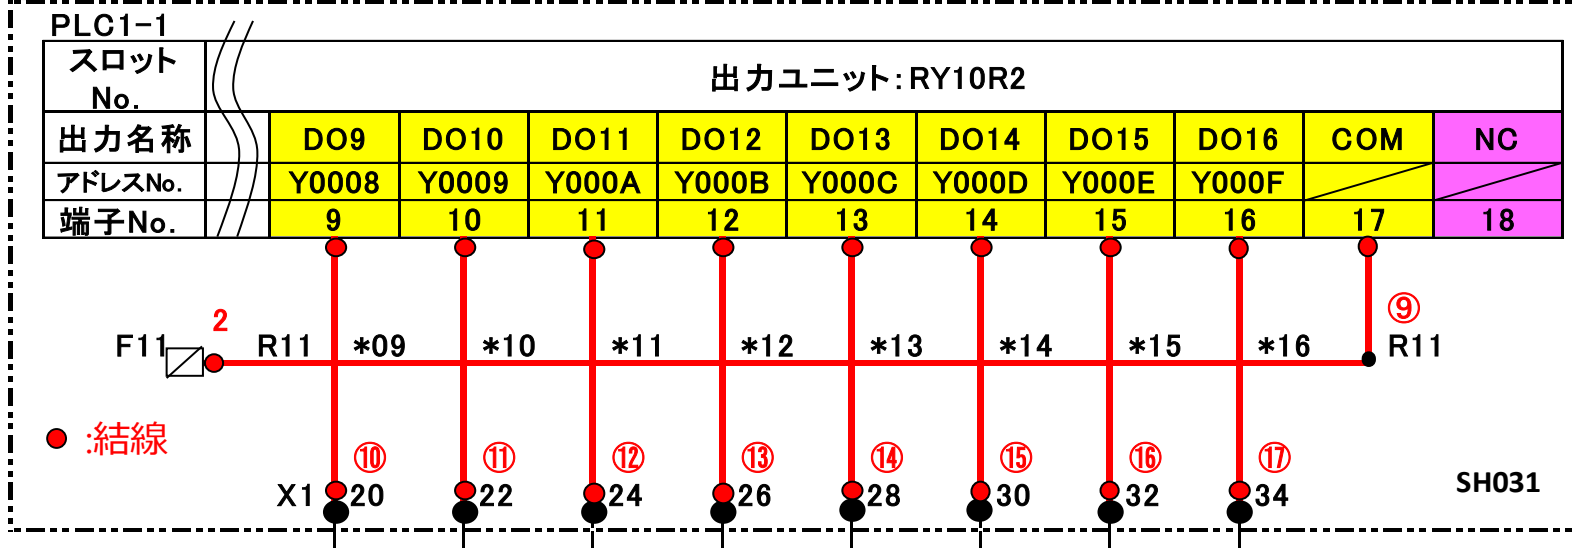 PLC1-1
スロット
No.
出力ユニット:RY10R2
出力名称 DO9 DO10 DO11 DO12 DO13 DO14 DO15 DO16 COM NC
アドレスNo. Y0008 Y0009 Y000A Y000B Y000C Y000D Y000E Y000F
端子No. 9 10 11 12 13 14 15 16 17 18
⑨
2
F11 R11 *09 *10 *11 *12 *13 *14 *15 *16 R11
:結線
⑩ ⑪ ⑫ ⑬ ⑭ ⑮ ⑯ ⑰
X1 20 22 24 26 28 30 32 34
SH031